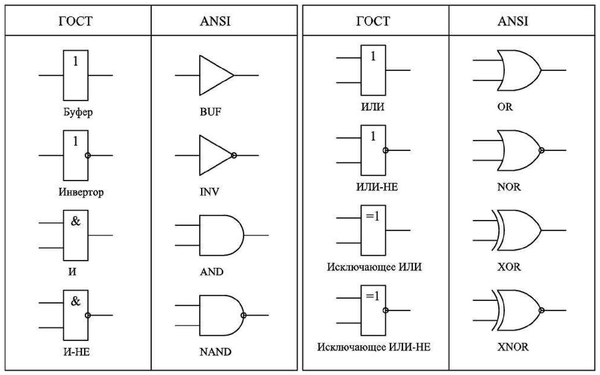 ГОСТ ANSI
1
Буфер BUF
1
Инвертор INV
&
И AND
&
И-НЕ NAND
ГОСТ ANSI
1
ИЛИ OR
1
ИЛИ-НЕ NOR
=1
Исключающее ИЛИ XOR
=1
Исключающее ИЛИ-НЕ XNOR